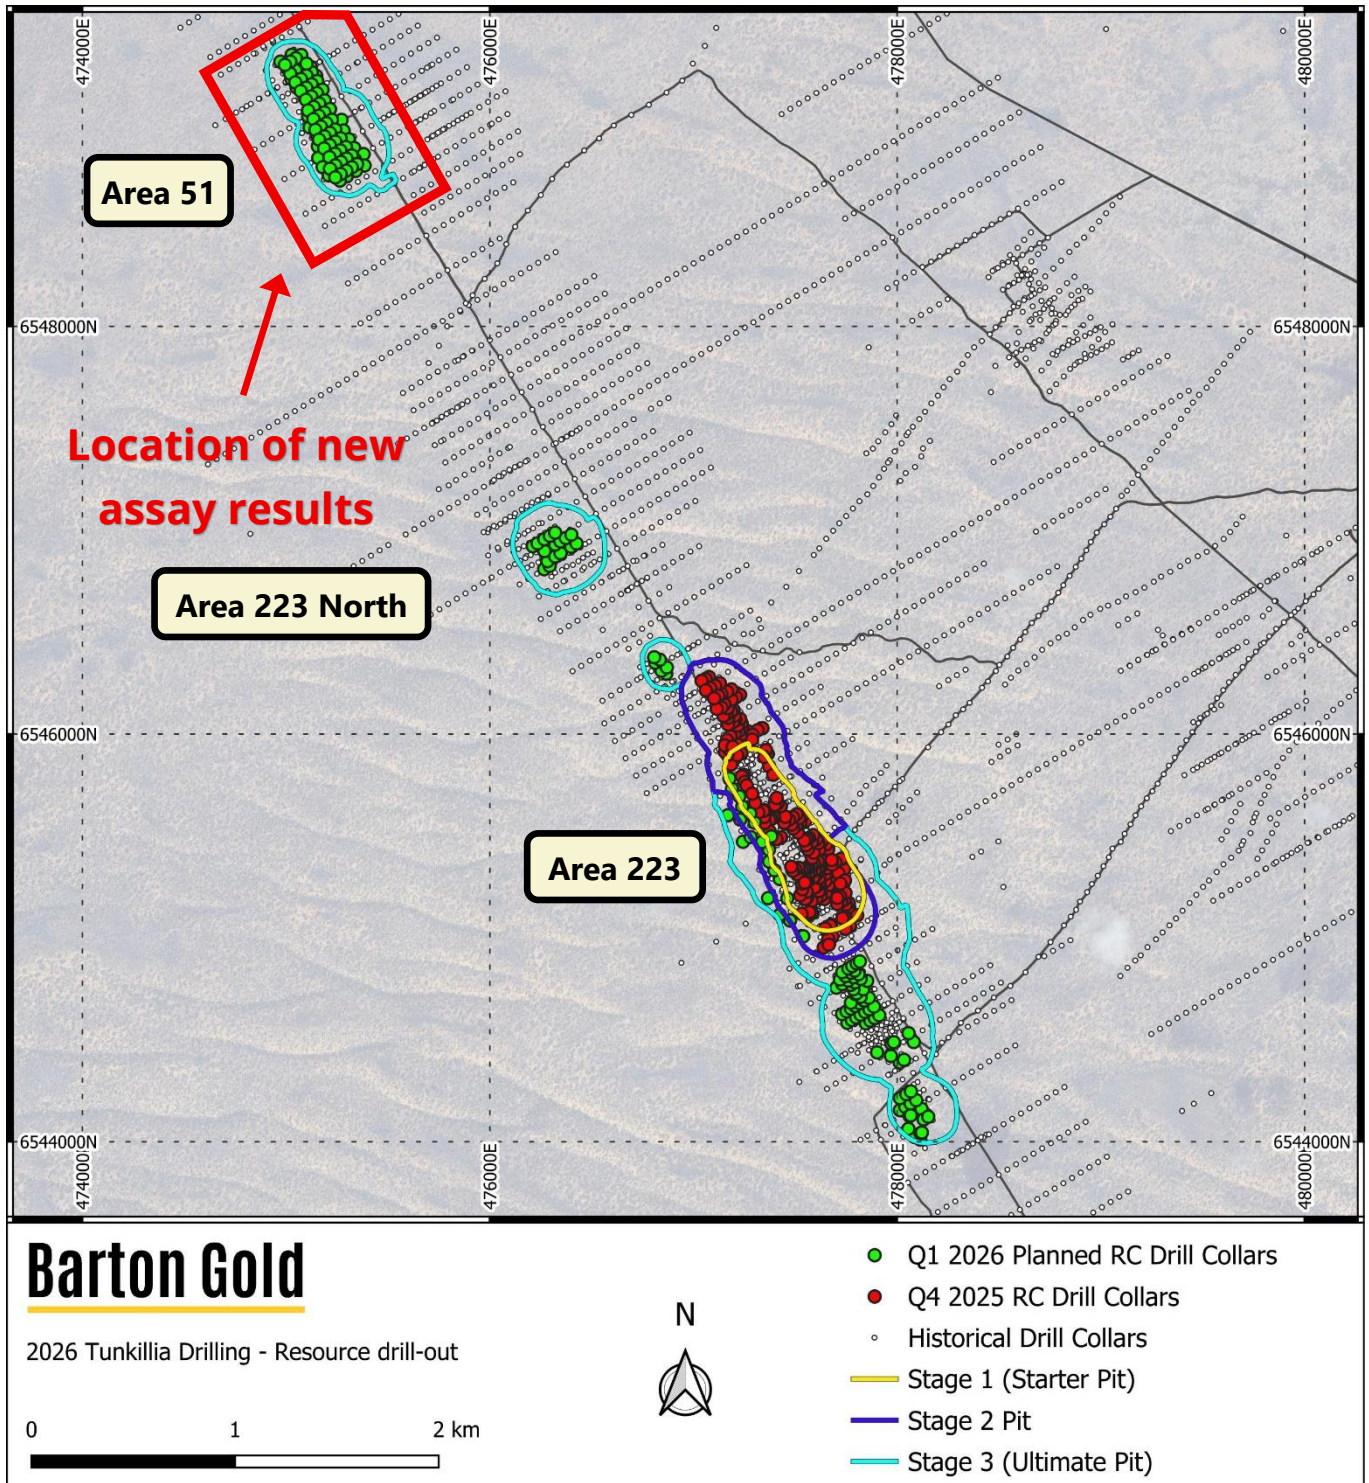 474000E
476000E
478000E
480000E
Area 51
6548000N
6548000N
Location of new
assay results
Area 223 North
6546000N
6546000N
Area 223
6544000N
6544000N
474000E
476000E
478000E
480000E
Barton Gold
2026 Tunkillia Drilling - Resource drill-out
0 1 2 km
N
Q1 2026 Planned RC Drill Collars
Q4 2025 RC Drill Collars
Historical Drill Collars
Stage 1 (Starter Pit)
Stage 2 Pit
Stage 3 (Ultimate Pit)